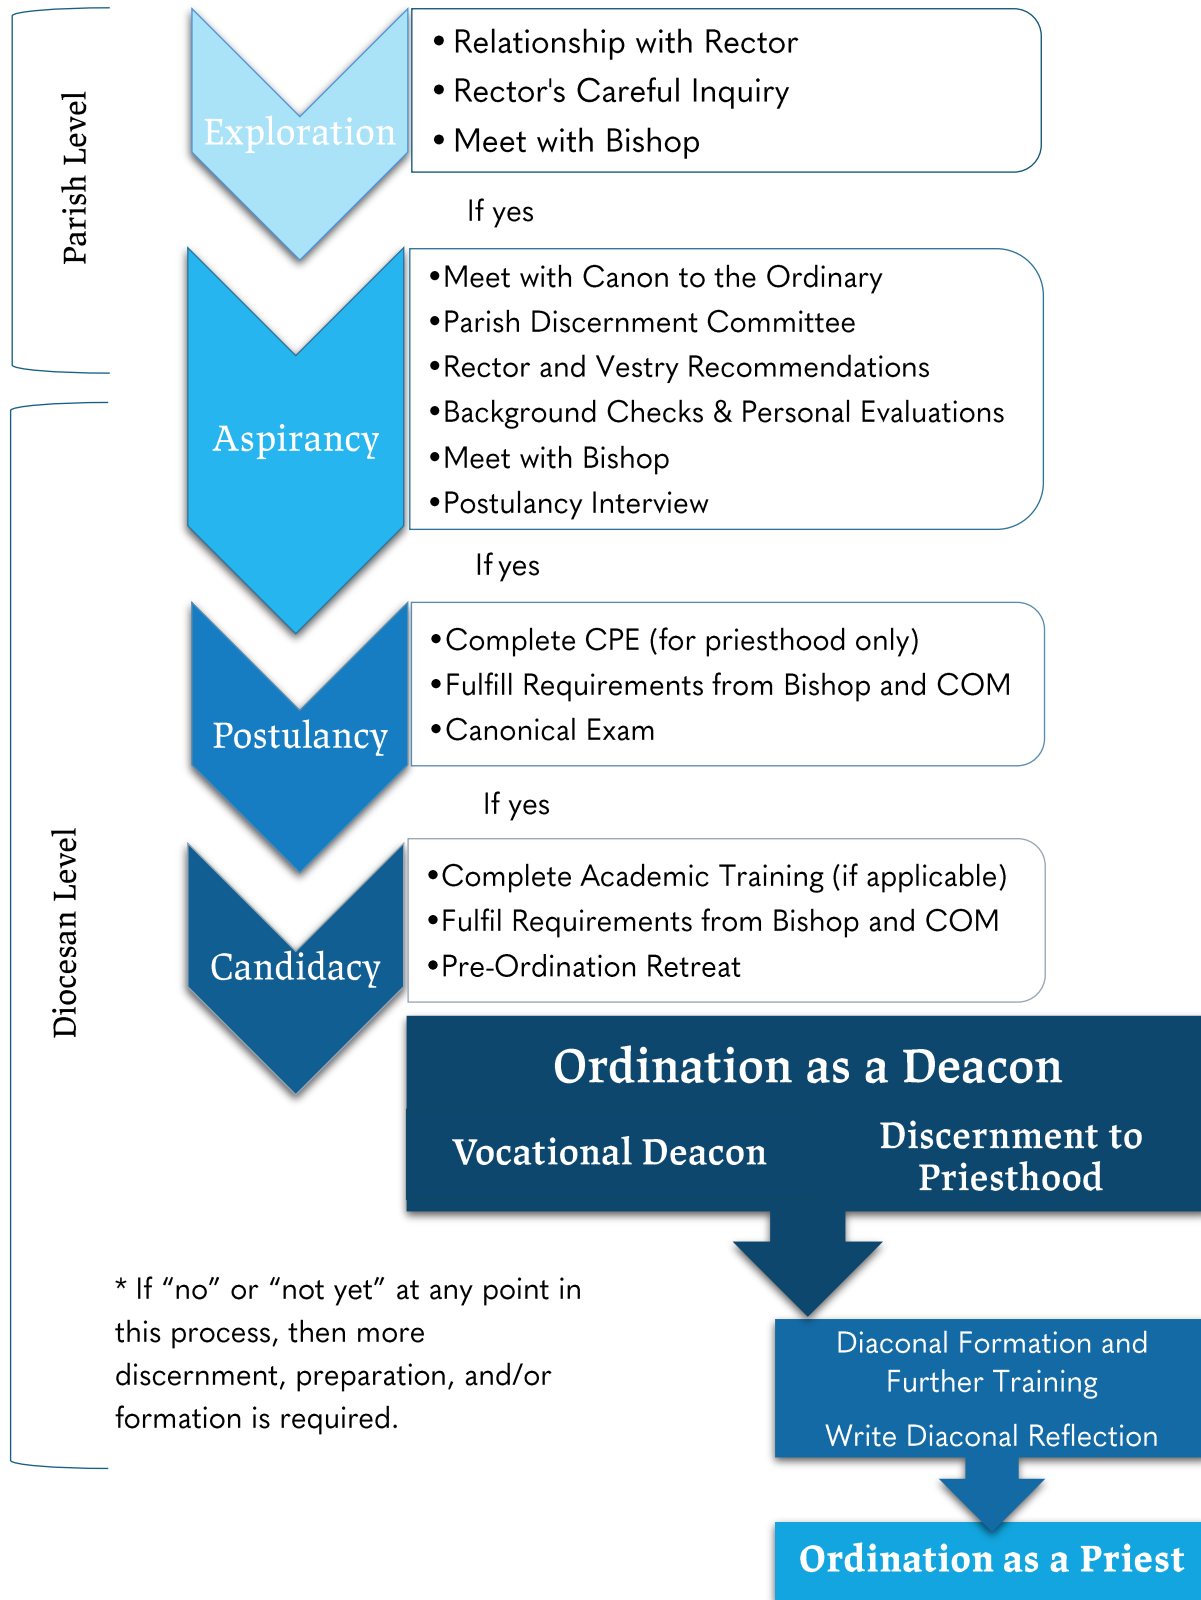 Parish Level
Exploration
• Relationship with Rector
• Rector's Careful Inquiry
• Meet with Bishop
If yes
Aspirancy
•Meet with Canon to the Ordinary
•Parish Discernment Committee
•Rector and Vestry Recommendations
•Background Checks & Personal Evaluations
•Meet with Bishop
•Postulancy Interview
If yes
Diocesan Level
Postulancy
•Complete CPE (for priesthood only)
•Fulfill Requirements from Bishop and COM
•Canonical Exam
If yes
Candidacy
•Complete Academic Training (if applicable)
•Fulfil Requirements from Bishop and COM
•Pre-Ordination Retreat
Ordination as a Deacon
Vocational Deacon
Discernment to
Priesthood
* If “no” or “not yet” at any point in
this process, then more
discernment, preparation, and/or
formation is required.
Diaconal Formation and
Further Training
Write Diaconal Reflection
Ordination as a Priest